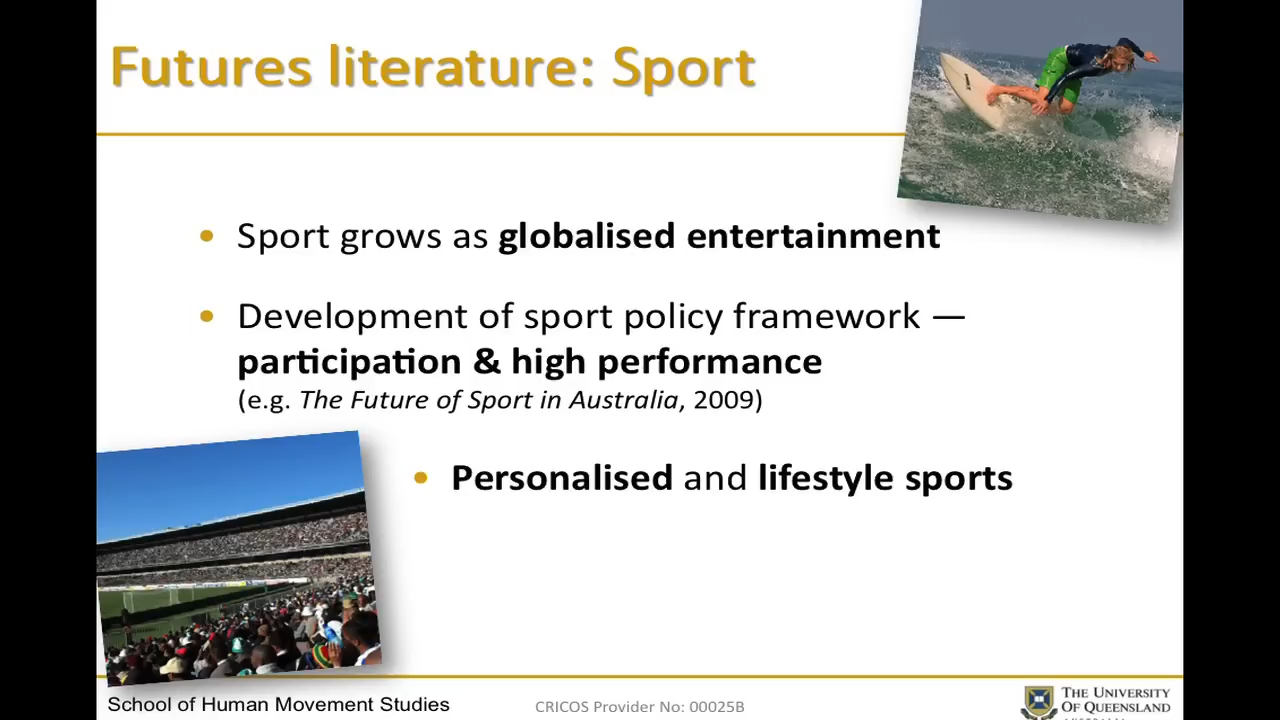 Futures literature: Sport
• Sport grows as globalised entertainment
• Development of sport policy framework —
participation & high performance
(e.g. The Future of Sport in Australia, 2009)
• Personalised and lifestyle sports
School of Human Movement Studies
CRICOS Provider No: 00025B
THE UNIVERSITY
OF QUEENSLAND
AUSTRALIA